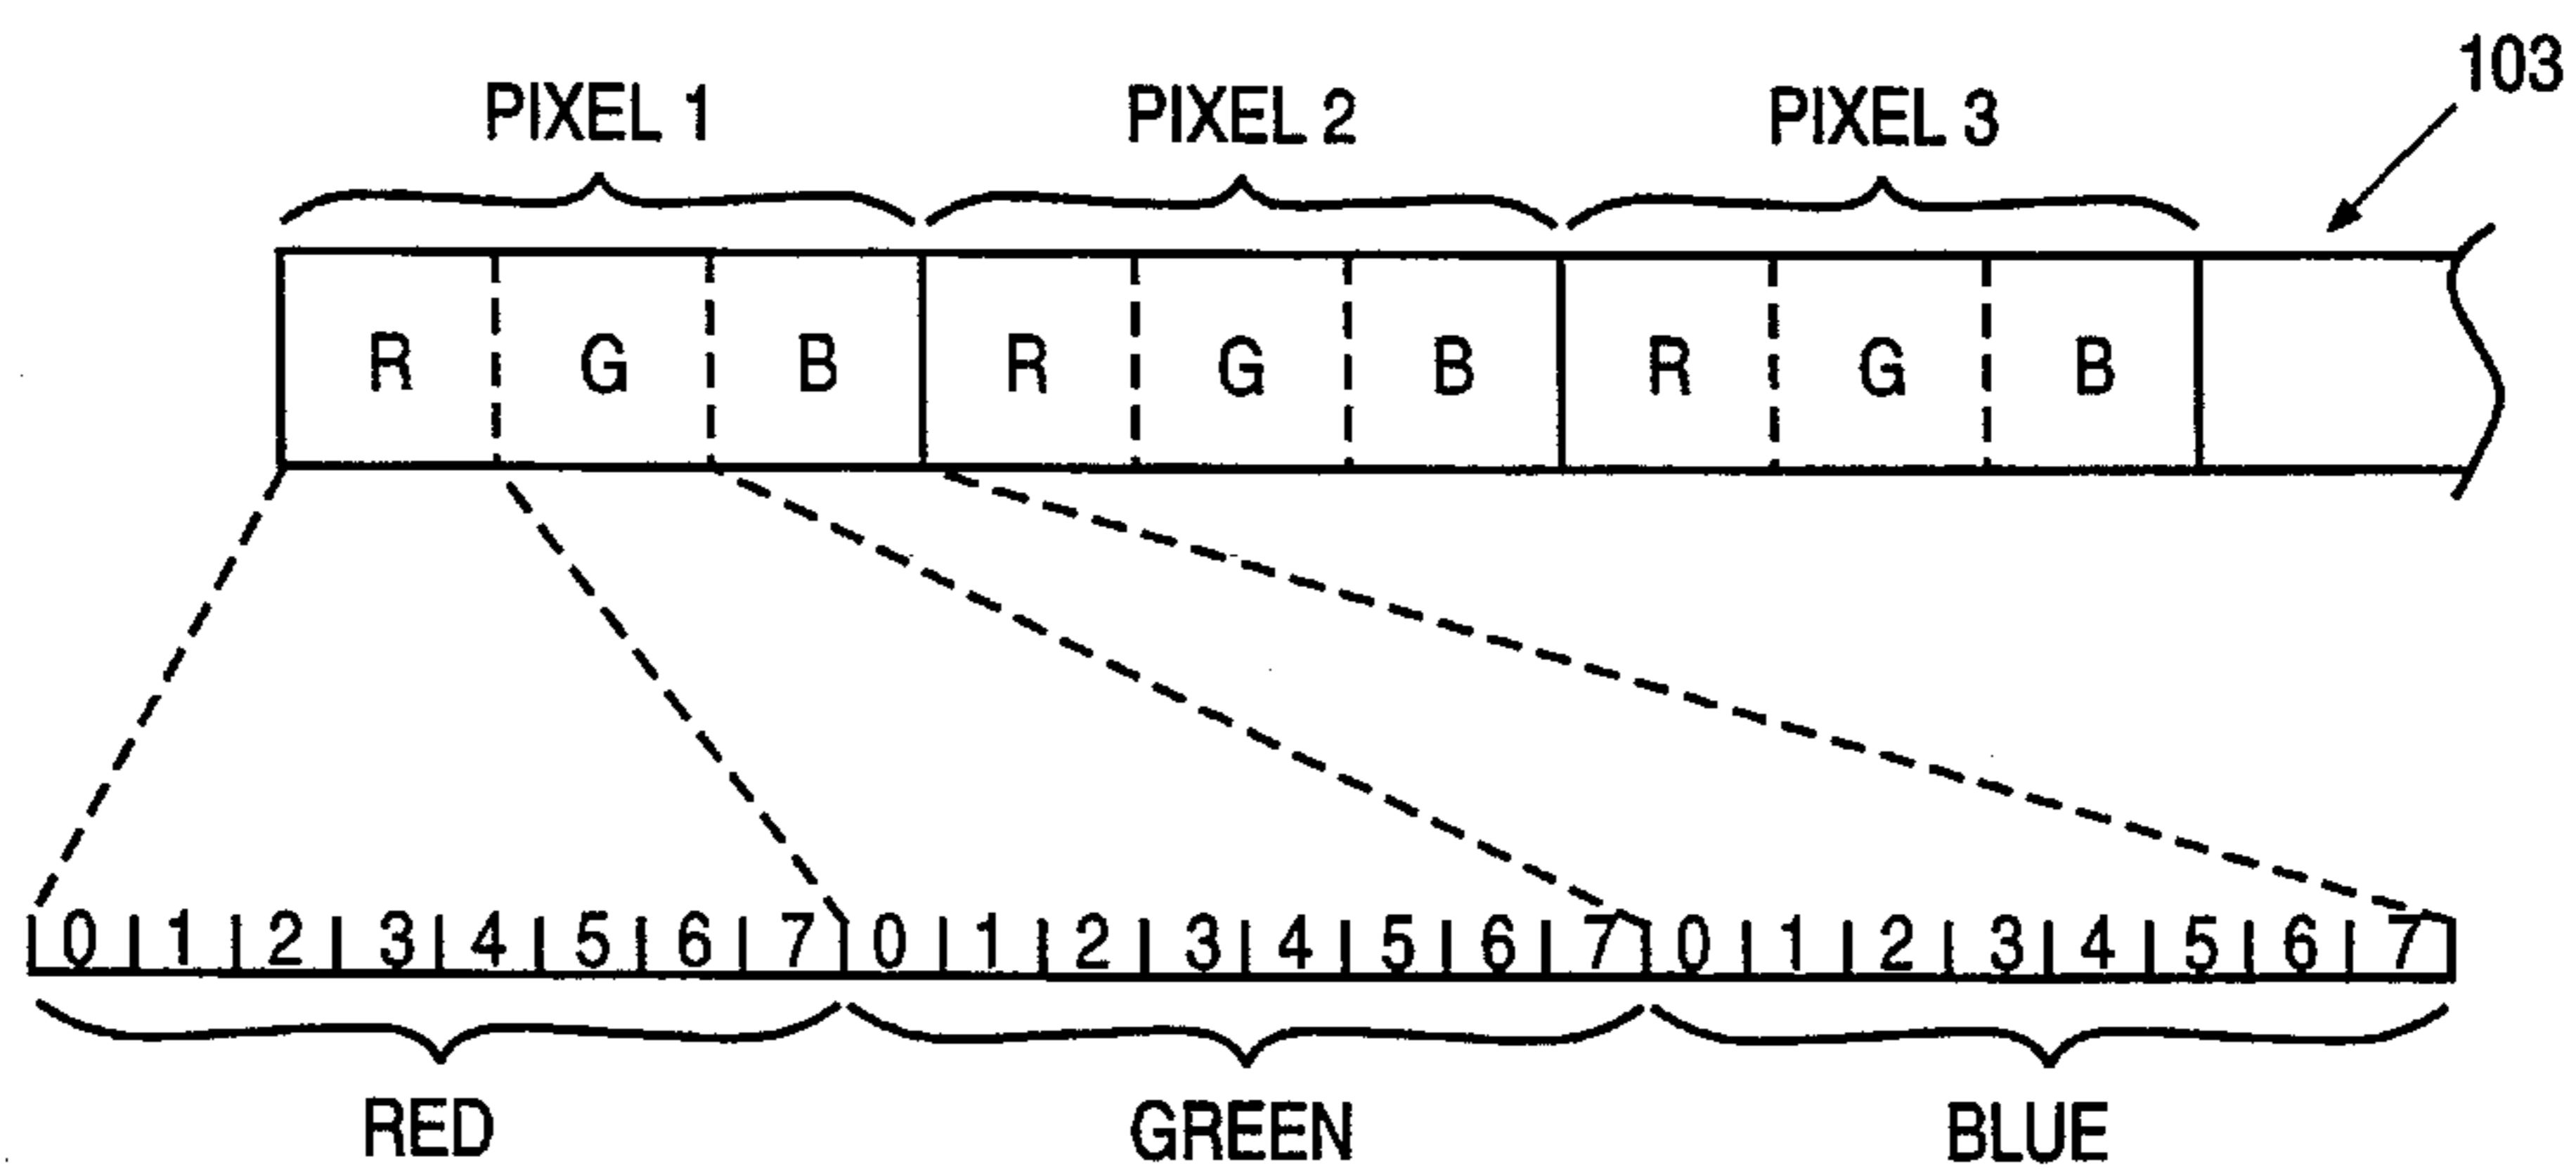 103
PIXEL 1 PIXEL 2 PIXEL 3
R G B R G B R G B
0 1 2 3 4 5 6 7 0 1 2 3 4 5 6 7 0 1 2 3 4 5 6 7
RED GREEN BLUE